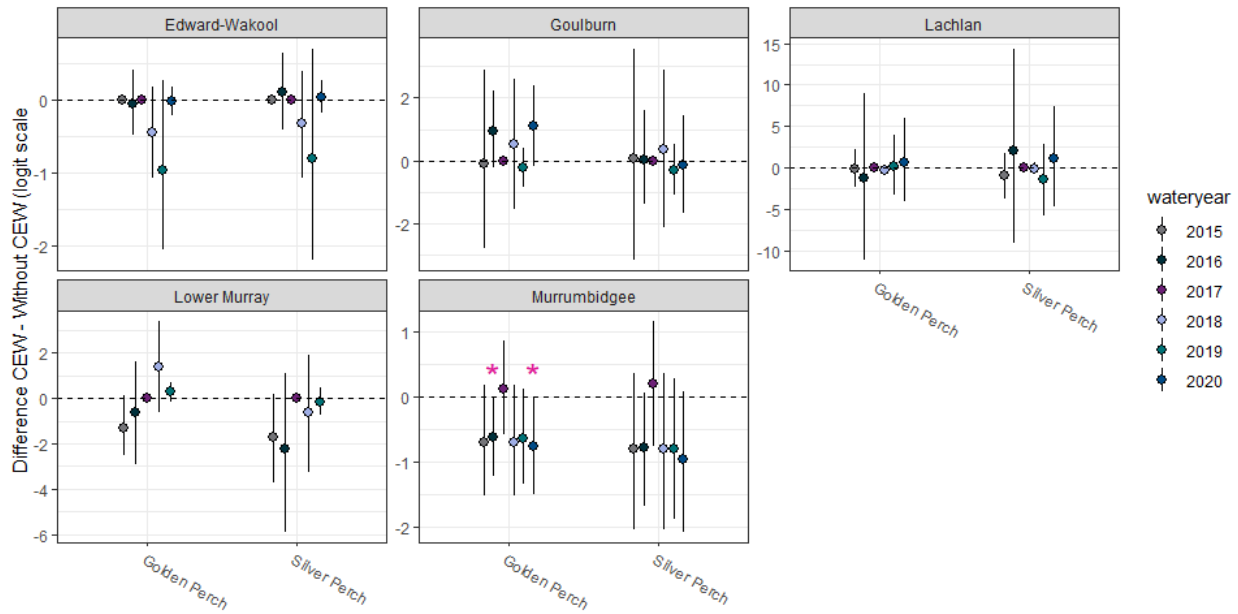 Edward-Wakool
Goulburn
Lachlan
0
-1
-2
2
0
-2
15
10
5
0
-5
-10
Golden Perch
Silver Perch
Lower Murray
Murrumbidgee
2
0
-2
-4
-6
1
0
-1
-2
*
*
Golden Perch
Silver Perch
Golden Perch
Silver Perch
Difference CEW - Without CEW (logit scale
wateryear
2015
2016
2017
2018
2019
2020